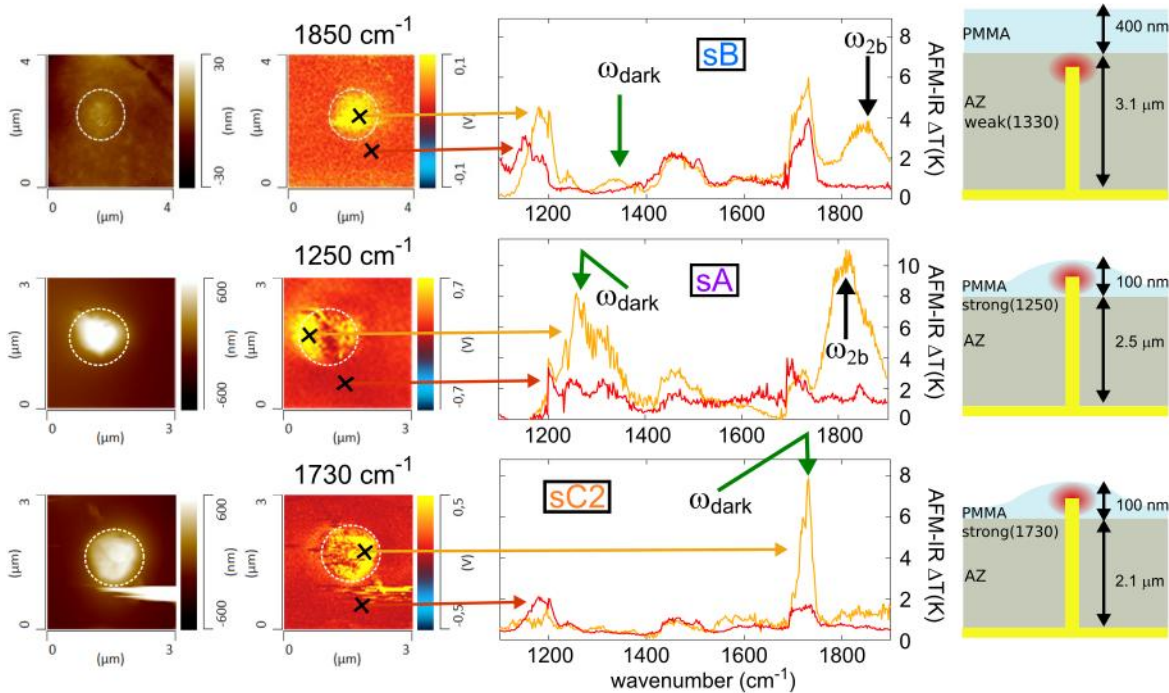 1850 cm-1
30
(nm)
-30
4
(µm)
0
0
(µm)
4
0,1
(V)
-0,1
4
(µm)
0
0
(µm)
4
sB
ωdark
ω2b
8
6
4
2
0
AFM-IR ΔT(K)
1200
1400
1600
1800
PMMA
400 nm
AZ
weak(1330)
3.1 µm
1250 cm-1
600
(nm)
-600
3
(µm)
0
0
(µm)
3
0,7
(V)
-0,7
3
(µm)
0
0
(µm)
3
sA
ωdark
ω2b
10
8
6
4
2
0
AFM-IR ΔT(K)
1200
1400
1600
1800
PMMA
strong(1250)
100 nm
AZ
2.5 µm
1730 cm-1
600
(nm)
-600
3
(µm)
0
0
(µm)
3
0,5
(V)
-0,5
3
(µm)
0
0
(µm)
3
sC2
ωdark
8
6
4
2
0
AFM-IR ΔT(K)
1200
1400
1600
1800
wavenumber (cm-1)
PMMA
strong(1730)
100 nm
AZ
2.1 µm